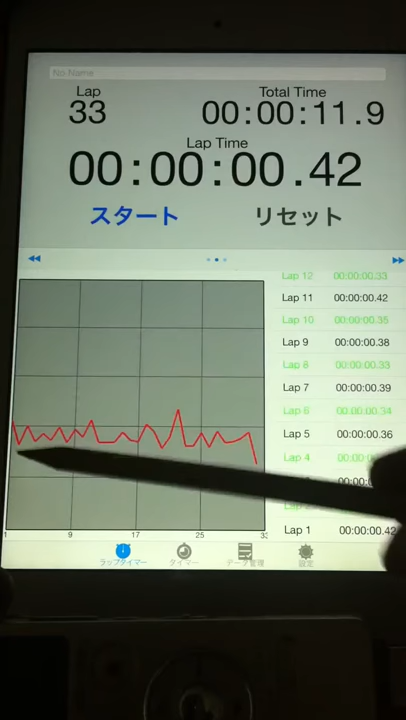 No Name
Lap
Total Time
33
00:00:11.9
Lap Time
00:00:00.42
スタート
リセット
Lap 12 00:00:00.33
Lap 11 00:00:00.42
Lap 10 00:00:00.35
Lap 9 00:00:00.38
Lap 8 00:00:00.33
Lap 7 00:00:00.39
Lap 6 00:00:00.34
Lap 5 00:00:00.36
Lap 4 00:00
Lap 1 00:00:00.42
1 9 17 25
ラップタイマー タイマー データ管理 設定